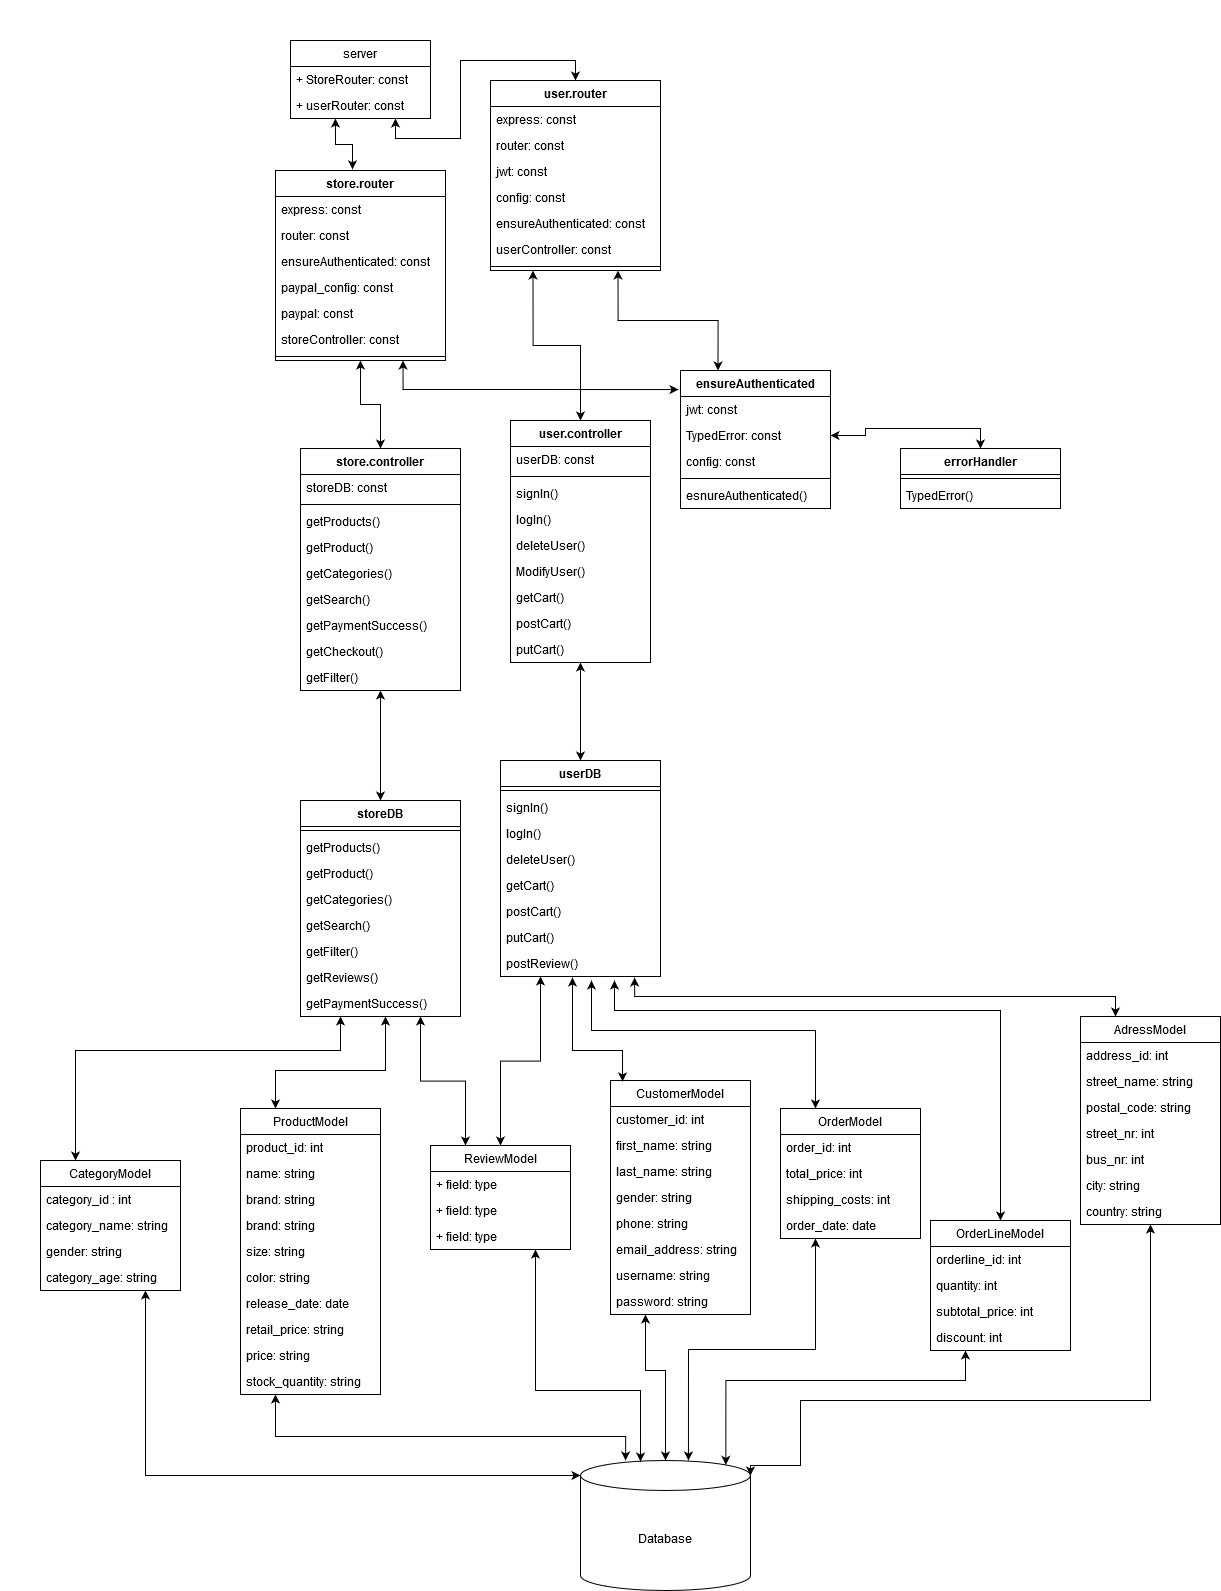 server
+ StoreRouter: const
+ userRouter: const
user.router
express: const
router: const
jwt: const
config: const
ensureAuthenticated: const
userController: const
store.router
express: const
router: const
ensureAuthenticated: const
paypal_config: const
paypal: const
storeController: const
ensureAuthenticated
jwt: const
TypedError: const
config: const
esnureAuthenticated()
errorHandler
TypedError()
user.controller
userDB: const
signIn()
logIn()
deleteUser()
ModifyUser()
getCart()
postCart()
putCart()
store.controller
storeDB: const
getProducts()
getProduct()
getCategories()
getSearch()
getPaymentSuccess()
getCheckout()
getFilter()
userDB
signIn()
logIn()
deleteUser()
getCart()
postCart()
putCart()
postReview()
storeDB
getProducts()
getProduct()
getCategories()
getSearch()
getFilter()
getReviews()
getPaymentSuccess()
CategoryModel
category_id : int
category_name: string
gender: string
category_age: string
ProductModel
product_id: int
name: string
brand: string
brand: string
size: string
color: string
release_date: date
retail_price: string
price: string
stock_quantity: string
ReviewModel
+ field: type
+ field: type
+ field: type
CustomerModel
customer_id: int
first_name: string
last_name: string
gender: string
phone: string
email_address: string
username: string
password: string
OrderModel
order_id: int
total_price: int
shipping_costs: int
order_date: date
OrderLineModel
orderline_id: int
quantity: int
subtotal_price: int
discount: int
AdressModel
address_id: int
street_name: string
postal_code: string
street_nr: int
bus_nr: int
city: string
country: string
Database